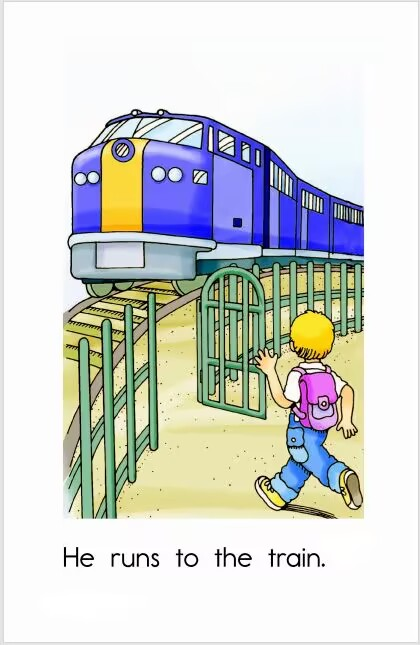 He runs to the train.